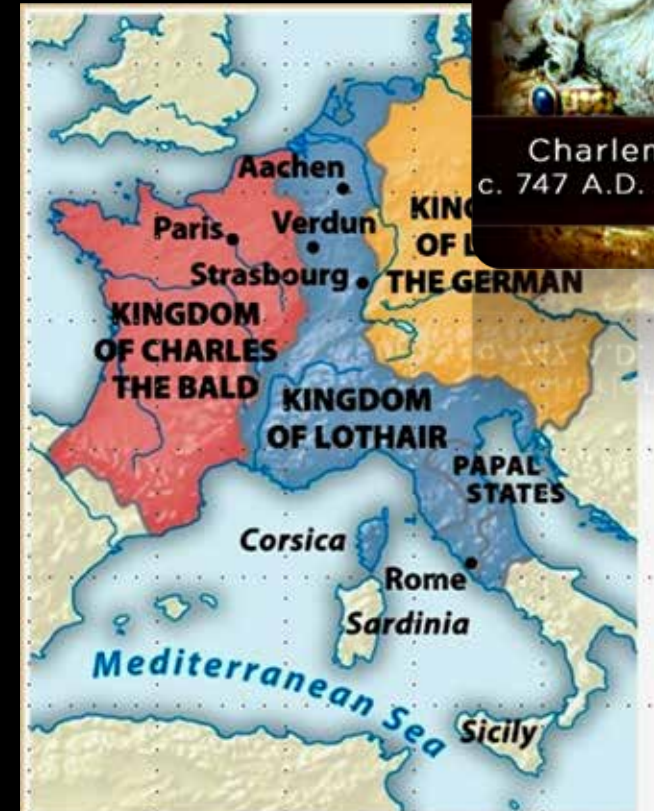 Charlem
c. 747 A.D.
Aachen
Paris
Verdun
Strasbourg
KING
OF L
THE GERMAN
KINGDOM
OF CHARLES
THE BALD
KINGDOM
OF LOTHAIR
PAPAL
STATES
Corsica
Rome
Sardinia
Mediterranean Sea
Sicily